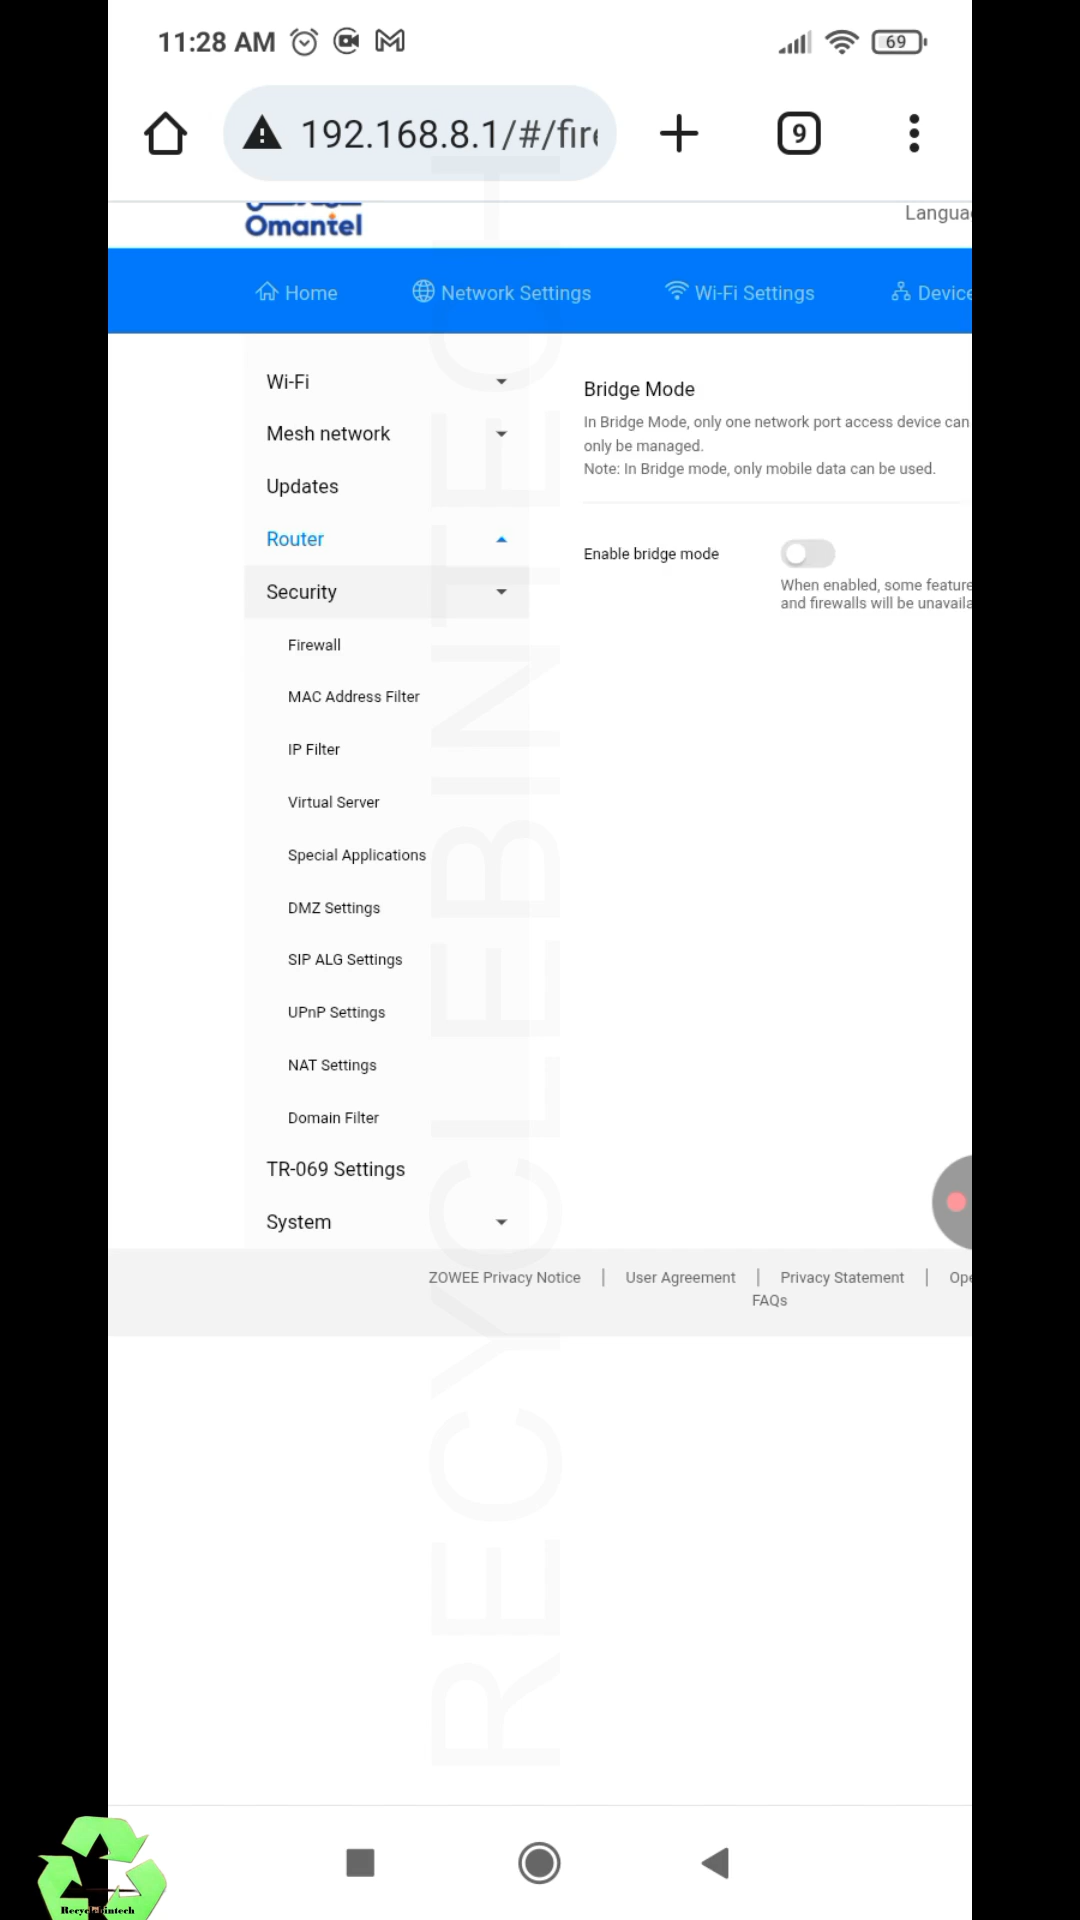 11:28 AM
69
192.168.8.1/#/fire
9
Omantel
Langua
Home
Network Settings
Wi-Fi Settings
Device
Wi-Fi
Mesh network
Updates
Router
Security
Firewall
MAC Address Filter
IP Filter
Virtual Server
Special Applications
DMZ Settings
SIP ALG Settings
UPnP Settings
NAT Settings
Domain Filter
TR-069 Settings
System
Bridge Mode
In Bridge Mode, only one network port access device can
only be managed.
Note: In Bridge mode, only mobile data can be used.
Enable bridge mode
When enabled, some feature
and firewalls will be unavaila
ZOWEE Privacy Notice | User Agreement | Privacy Statement | Ope
FAQs
RECYCLEBINTECH